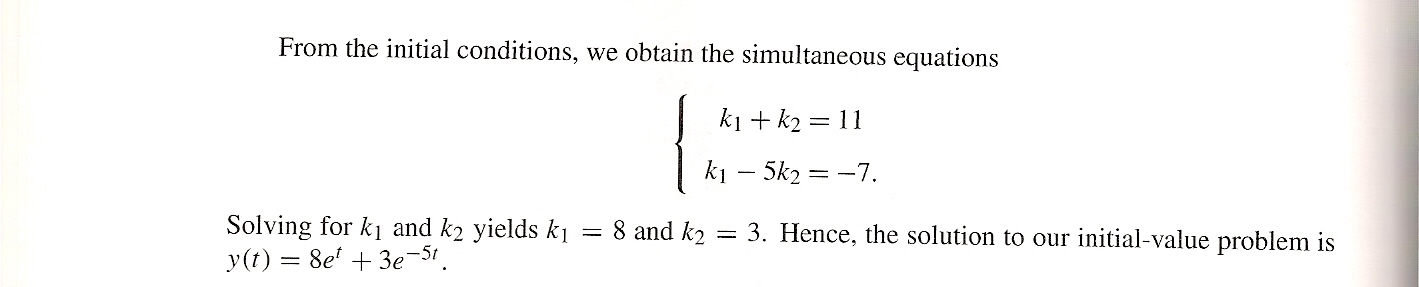 From the initial conditions, we obtain the simultaneous equations
k₁ + k₂ = 11
k₁ − 5k₂ = −7.
Solving for k₁ and k₂ yields k₁ = 8 and k₂ = 3. Hence, the solution to our initial-value problem is
y(t) = 8eᵗ + 3e⁻⁵ᵗ.